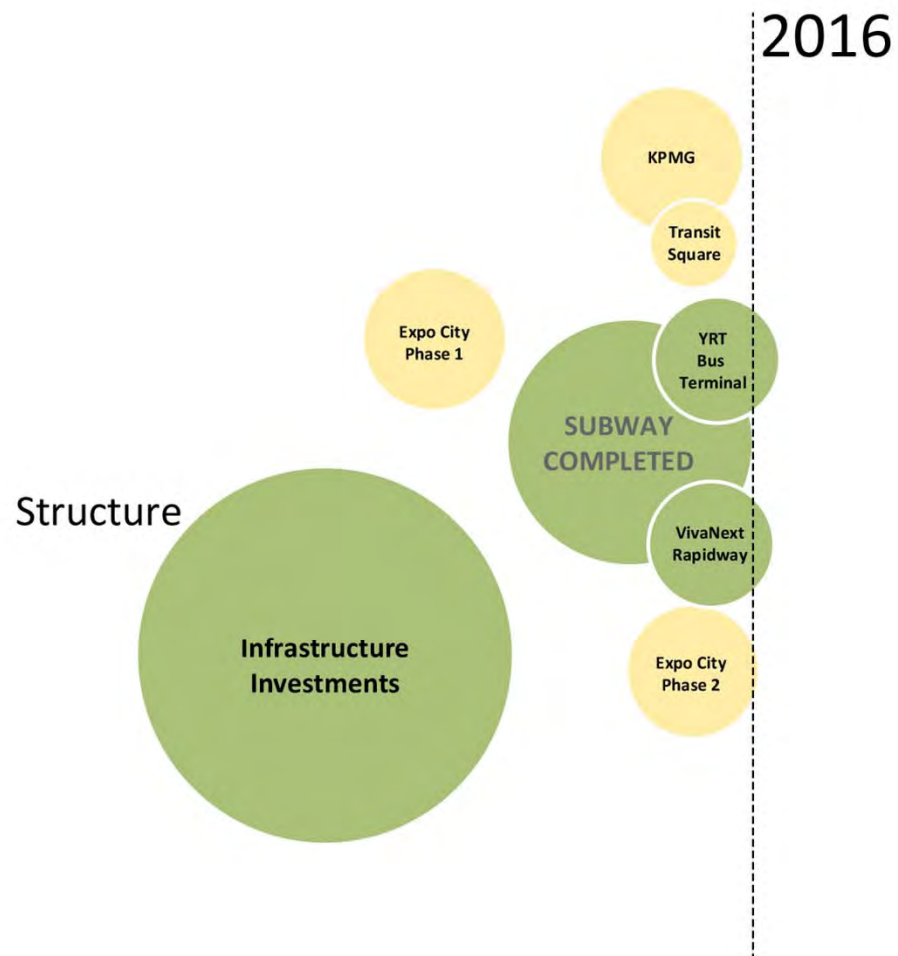 2016
KPMG
Transit
Square
Expo City
Phase 1
YRT
Bus
Terminal
SUBWAY
COMPLETED
Structure
VivaNext
Rapidway
Infrastructure
Investments
Expo City
Phase 2